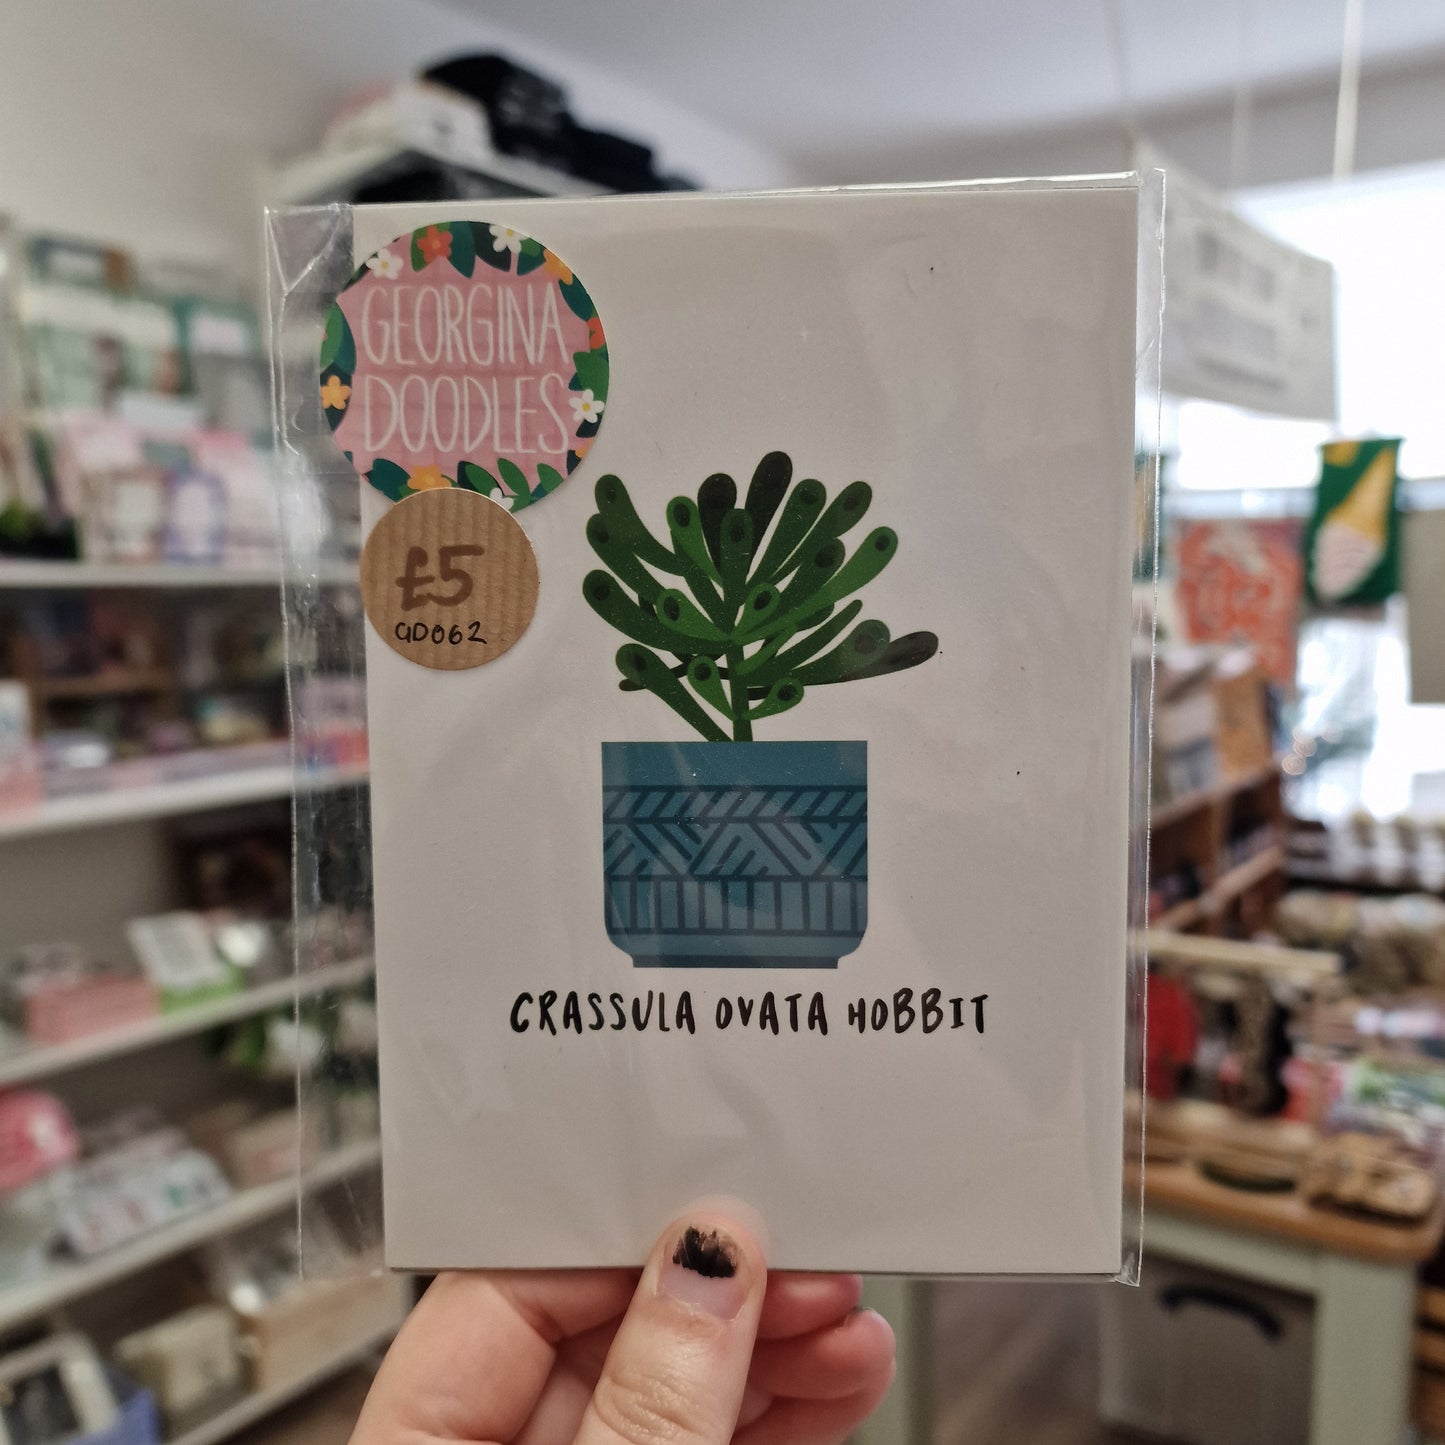 GEORGINA
DOODLES
£5
GD062
CRASSULA OVATA HOBBIT